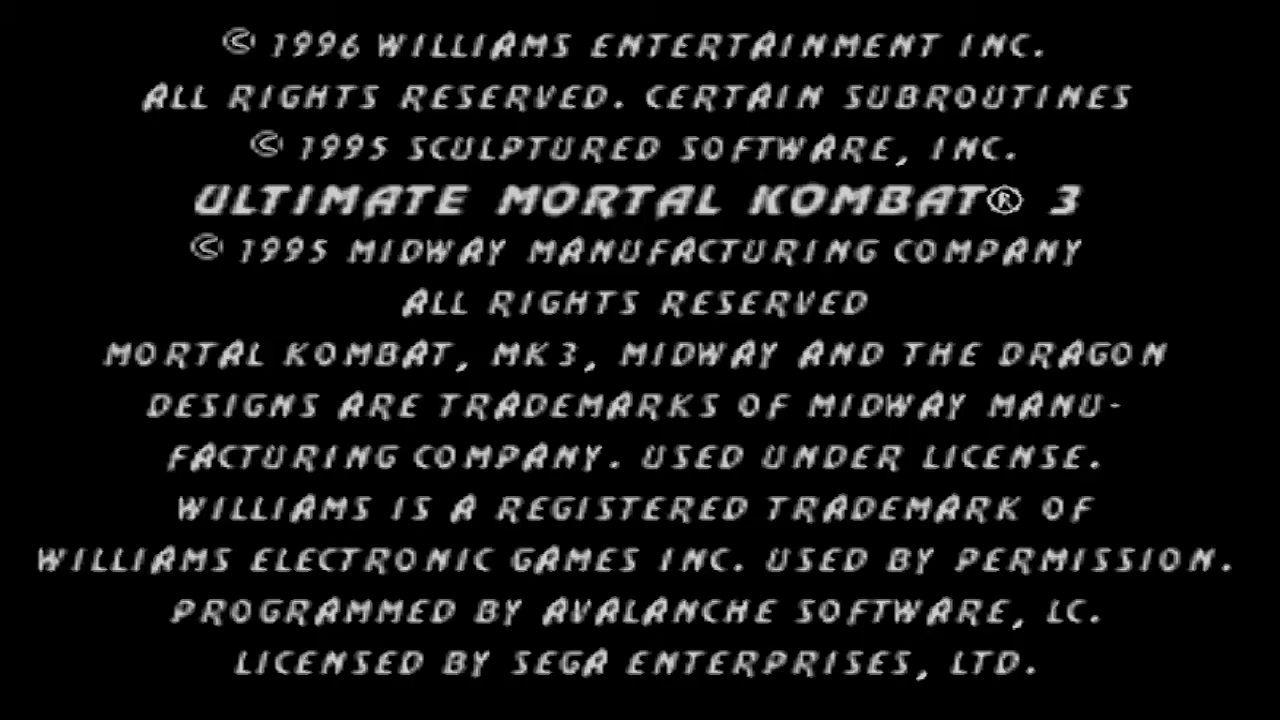 © 1996 WILLIAMS ENTERTAINMENT INC.
ALL RIGHTS RESERVED. CERTAIN SUBROUTINES
© 1995 SCULPTURED SOFTWARE, INC.
ULTIMATE MORTAL KOMBAT® 3
© 1995 MIDWAY MANUFACTURING COMPANY
ALL RIGHTS RESERVED
MORTAL KOMBAT, MK3, MIDWAY AND THE DRAGON
DESIGNS ARE TRADEMARKS OF MIDWAY MANU-
FACTURING COMPANY. USED UNDER LICENSE.
WILLIAMS IS A REGISTERED TRADEMARK OF
WILLIAMS ELECTRONIC GAMES INC. USED BY PERMISSION.
PROGRAMMED BY AVALANCHE SOFTWARE, LC.
LICENSED BY SEGA ENTERPRISES, LTD.